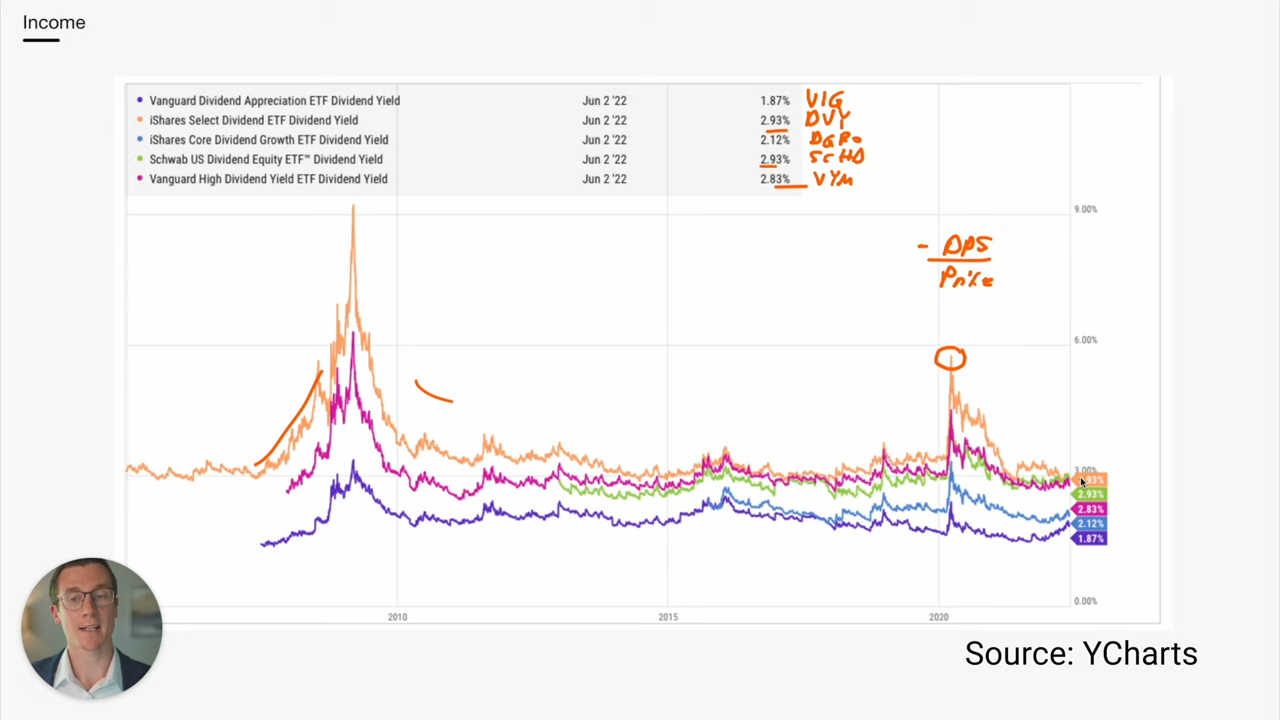 Income
Vanguard Dividend Appreciation ETF Dividend Yield Jun 2 '22 1.87% VIG
iShares Select Dividend ETF Dividend Yield Jun 2 '22 2.93% DVY
iShares Core Dividend Growth ETF Dividend Yield Jun 2 '22 2.12% DGRO
Schwab US Dividend Equity ETF™ Dividend Yield Jun 2 '22 2.93% SCHD
Vanguard High Dividend Yield ETF Dividend Yield Jun 2 '22 2.83% VYM
9.00%
- DPS
Price
6.00%
3.00%
.93%
2.93%
2.83%
2.12%
1.87%
0.00%
2010 2015 2020
Source: YCharts